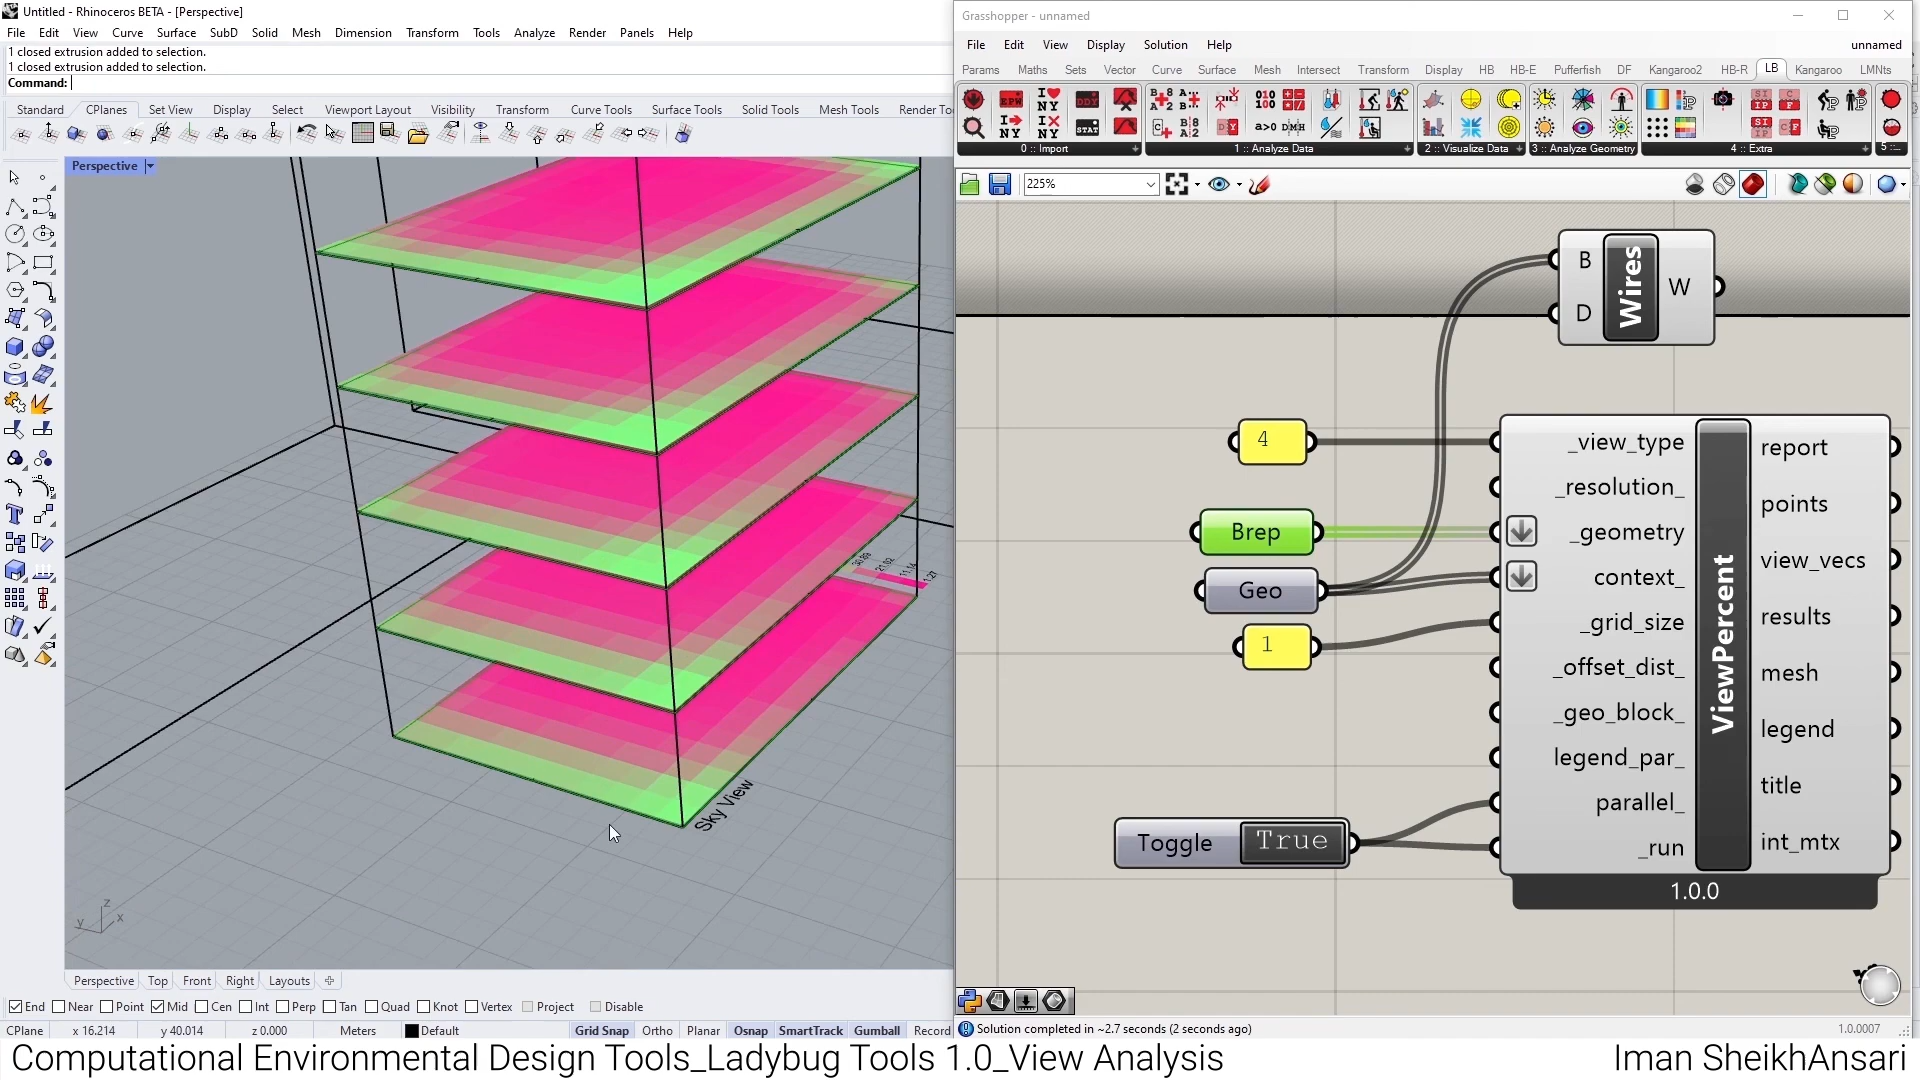 Untitled - Rhinoceros BETA - [Perspective]
File Edit View Curve Surface SubD Solid Mesh Dimension Transform Tools Analyze Render Panels Help
1 closed extrusion added to selection.
1 closed extrusion added to selection.
Command:
Standard CPlanes Set View Display Select Viewport Layout Visibility Transform Curve Tools Surface Tools Solid Tools Mesh Tools Render To
Perspective
Sky View
z
y x
Perspective Top Front Right Layouts
End Near Point Mid Cen Int Perp Tan Quad Knot Vertex Project Disable
CPlane x 16.214 y 40.014 z 0.000 Meters Default Grid Snap Ortho Planar Osnap SmartTrack Gumball Record
Grasshopper - unnamed
File Edit View Display Solution Help unnamed
Params Maths Sets Vector Curve Surface Mesh Intersect Transform Display HB HB-E Pufferfish DF Kangaroo2 HB-R LB Kangaroo LMNts
0 :: Import 1 :: Analyze Data 2 :: Visualize Data 3 :: Analyze Geometry 4 :: Extra 5 ::
225%
B
D
Wires
W
4
Brep
Geo
1
Toggle True
_view_type
_resolution_
_geometry
context_
_grid_size
_offset_dist_
_geo_block_
legend_par_
parallel_
_run
ViewPercent
report
points
view_vecs
results
mesh
legend
title
int_mtx
1.0.0
Solution completed in ~2.7 seconds (2 seconds ago) 1.0.0007
Computational Environmental Design Tools_Ladybug Tools 1.0_View Analysis Iman SheikhAnsari